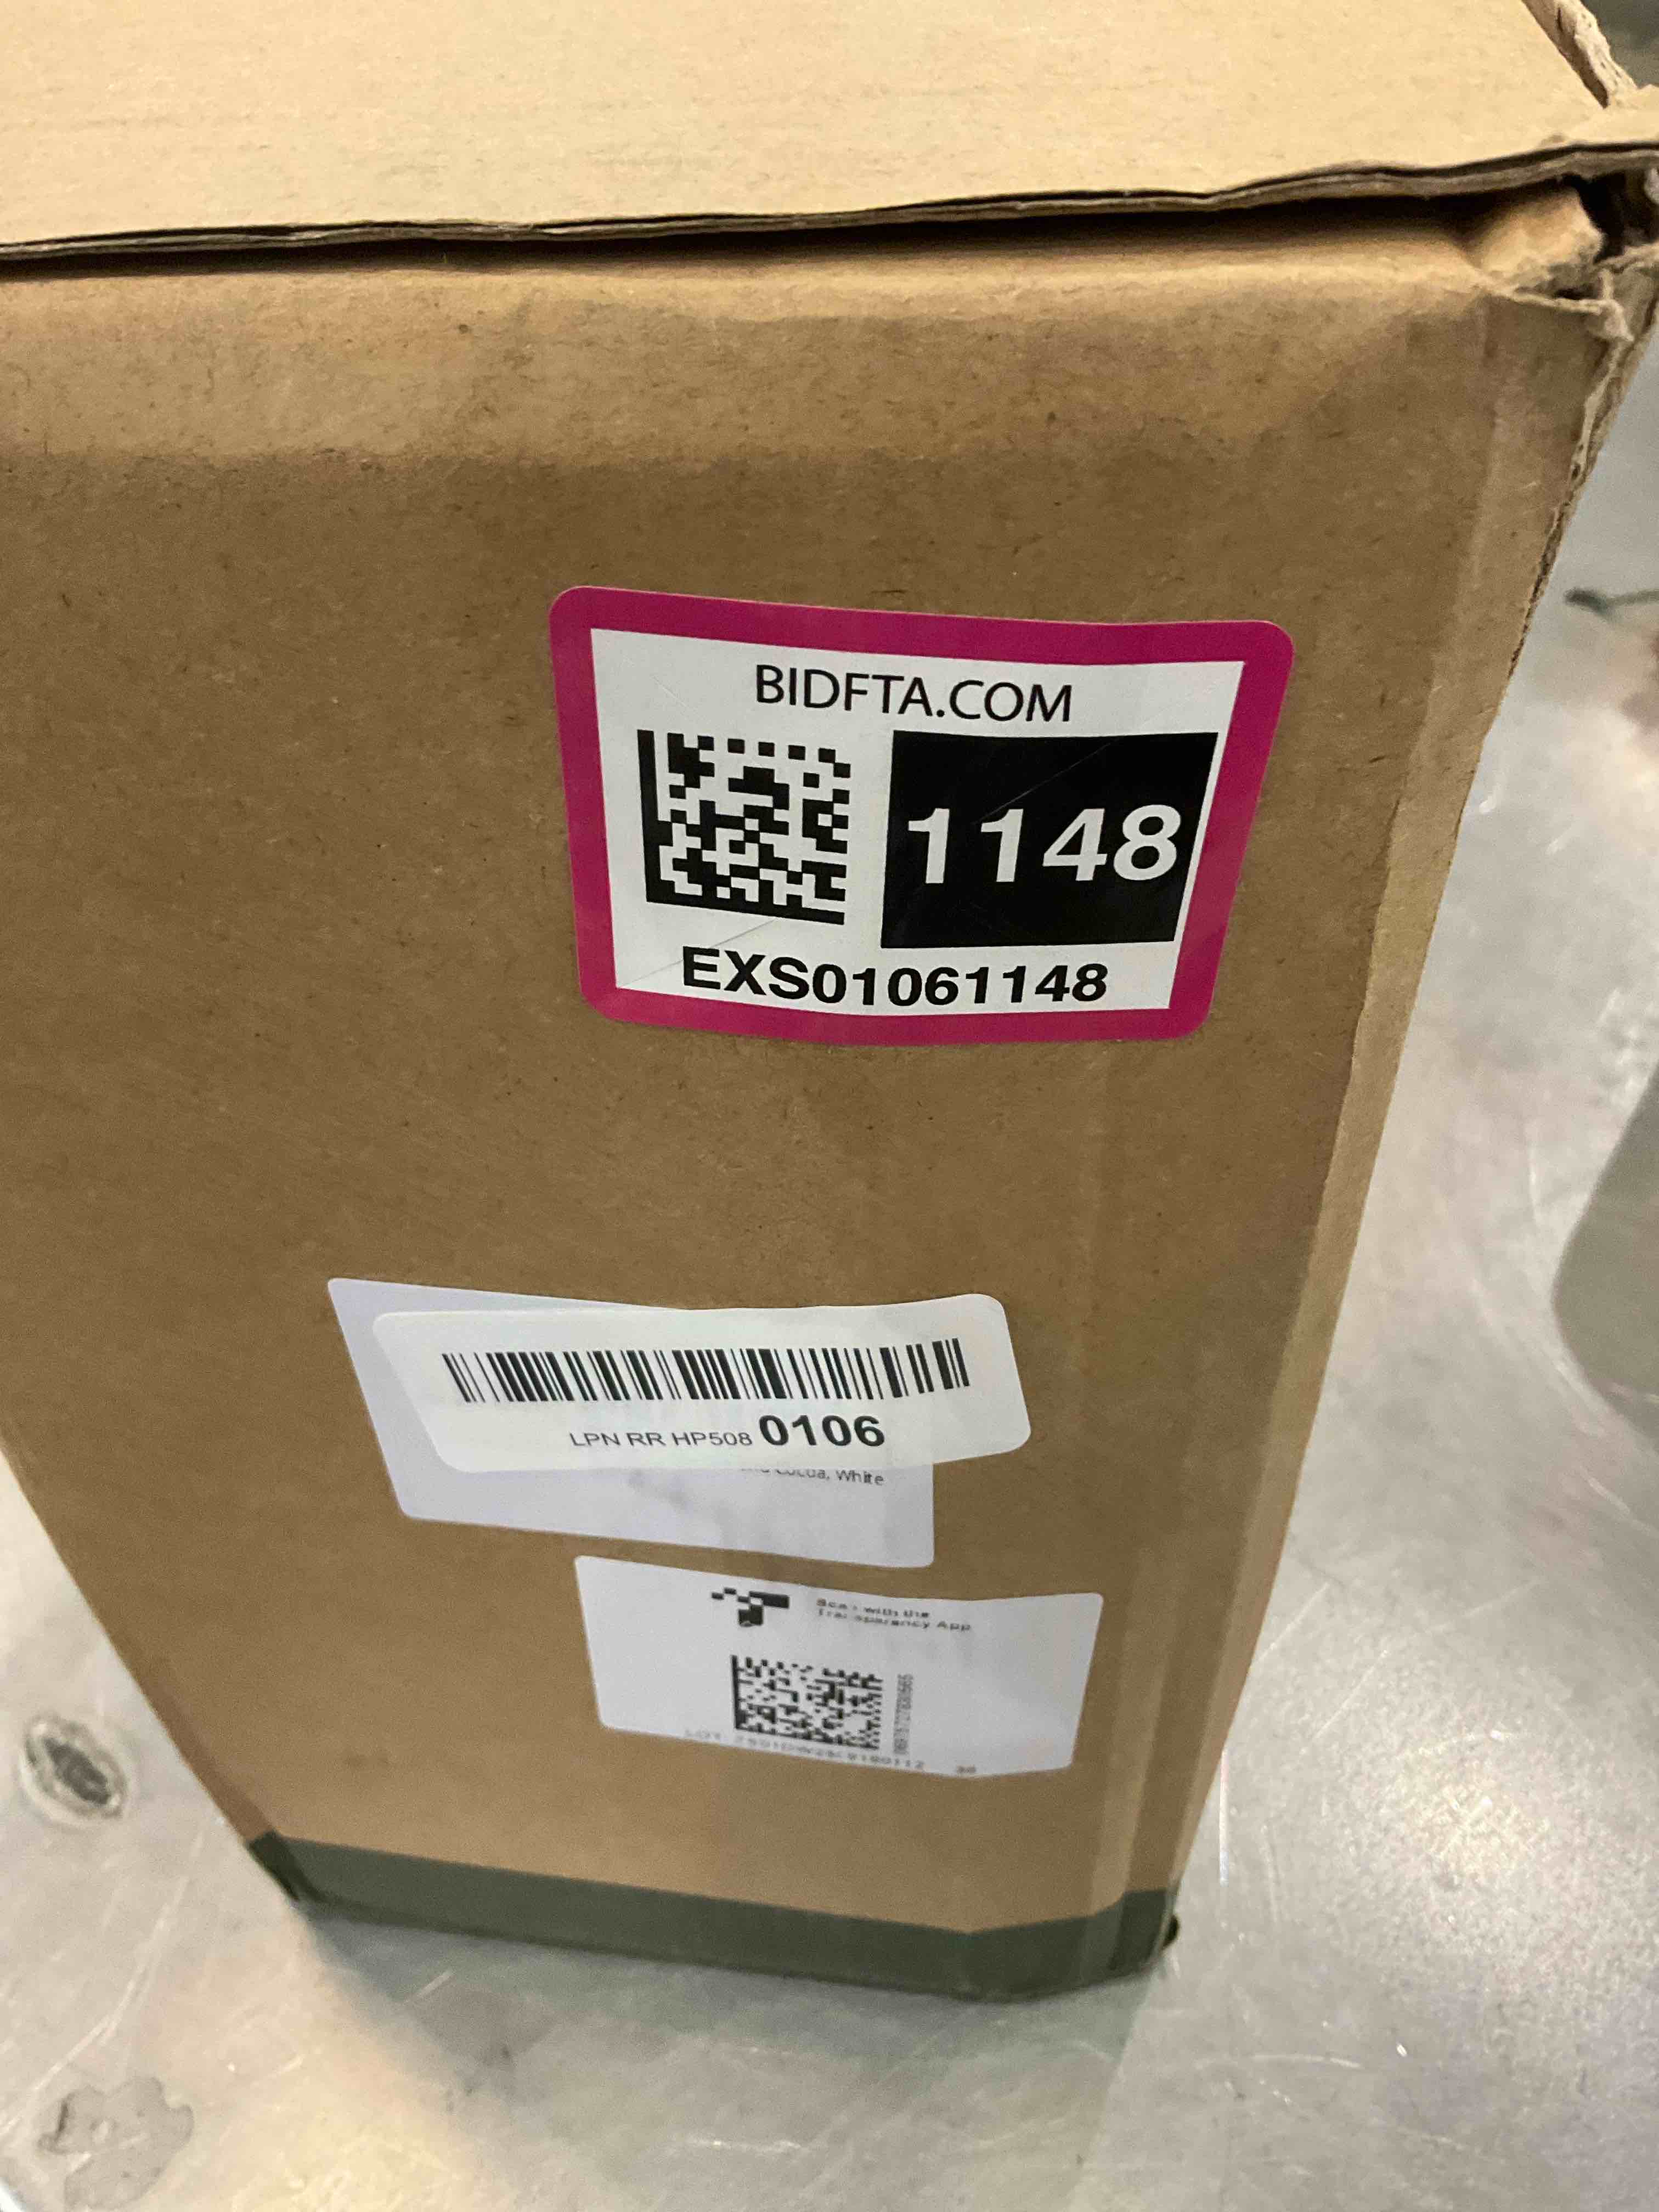 BIDFTA.COM
1148
EXS01061148
LPN RR HP508 0106
Cocoa, White
Scan with the
Transparency App